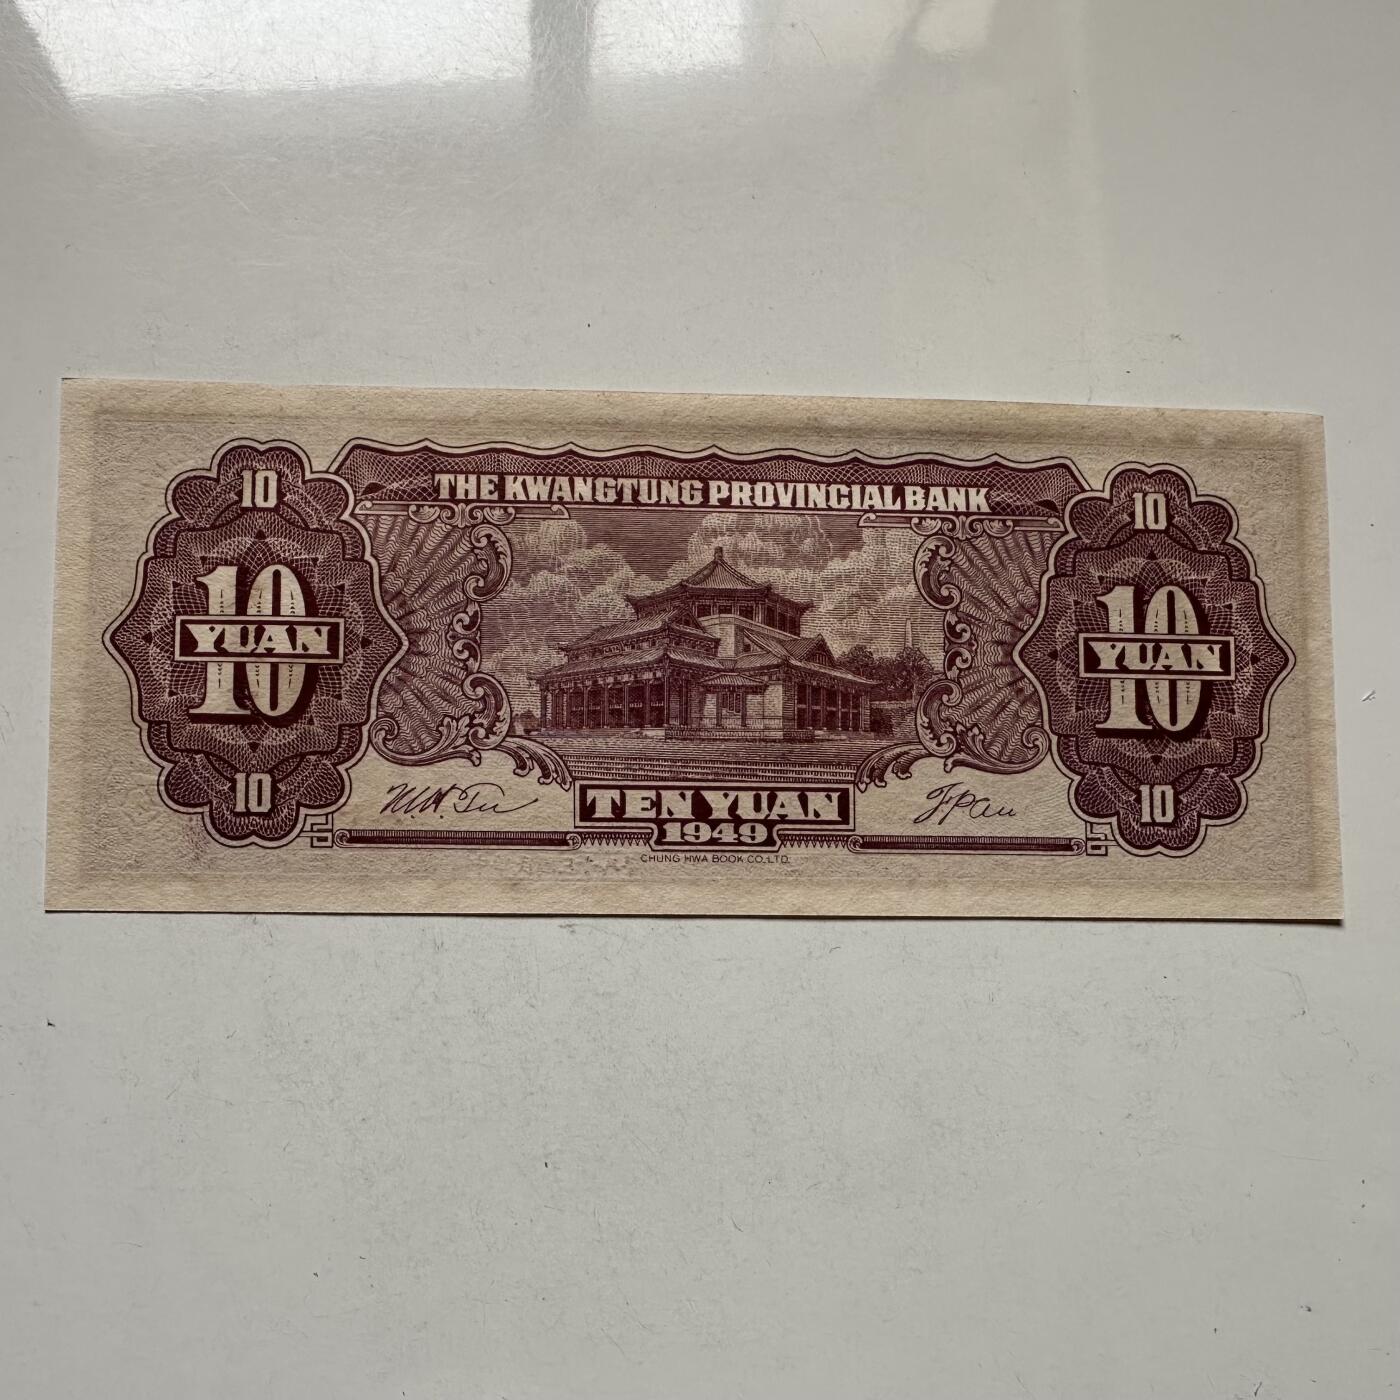 THE KWANGTUNG PROVINCIAL BANK
10
10
10
YUAN
10
YUAN
10
10
TEN YUAN
1949
CHUNG HWA BOOK CO. LTD.